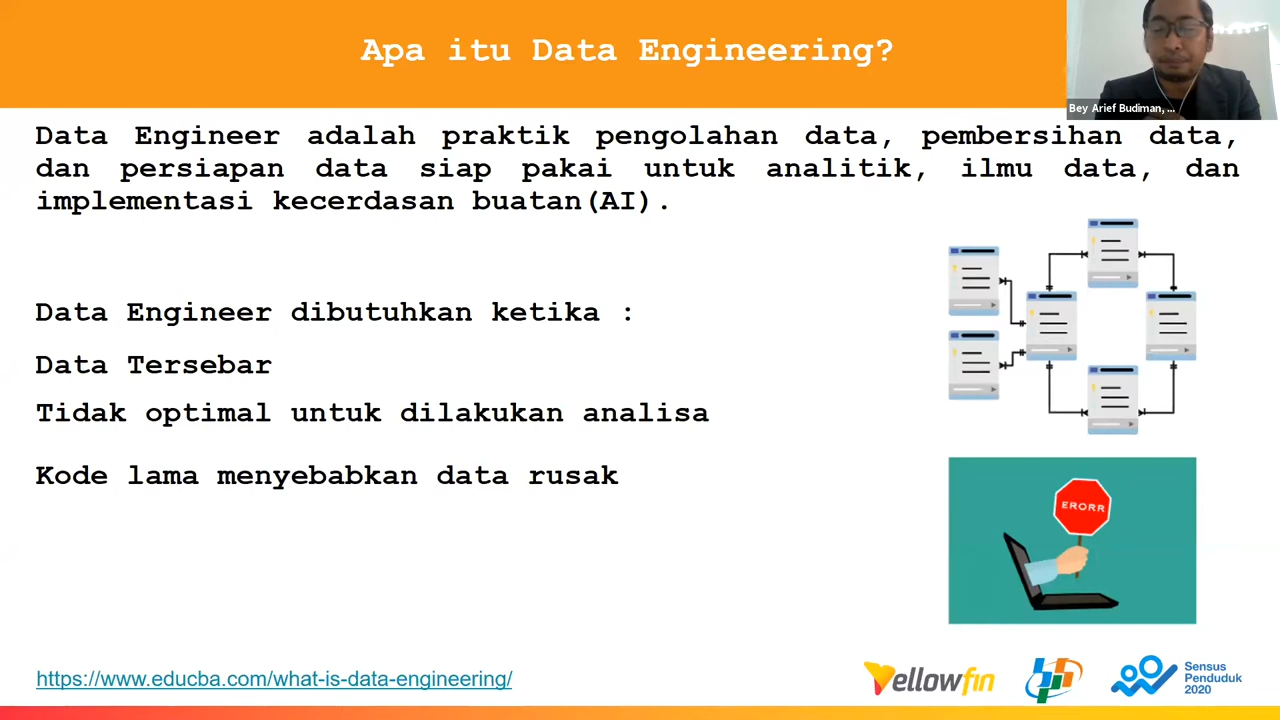 Apa itu Data Engineering?
Bey Arief Budiman, ...
Data Engineer adalah praktik pengolahan data, pembersihan data,
dan persiapan data siap pakai untuk analitik, ilmu data, dan
implementasi kecerdasan buatan(AI).
Data Engineer dibutuhkan ketika :
Data Tersebar
Tidak optimal untuk dilakukan analisa
Kode lama menyebabkan data rusak
ERORR
https://www.educba.com/what-is-data-engineering/
Yellowfin
Sensus
Penduduk
2020